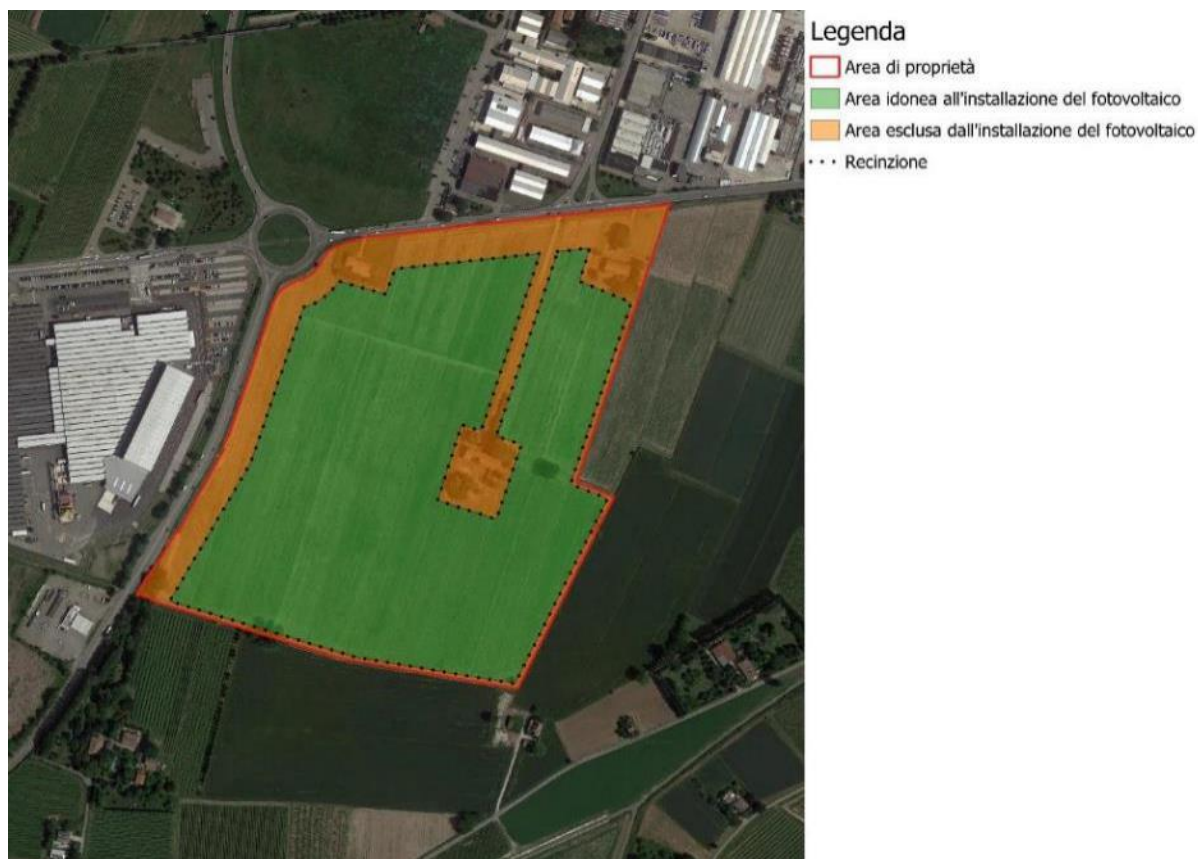 Legenda
Area di proprietà
Area idonea all'installazione del fotovoltaico
Area esclusa dall'installazione del fotovoltaico
Recinzione